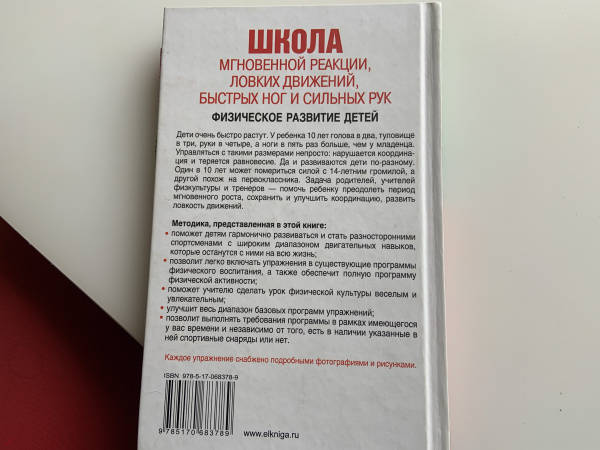 ШКОЛА
МГНОВЕННОЙ РЕАКЦИИ,
ЛОВКИХ ДВИЖЕНИЙ,
БЫСТРЫХ НОГ И СИЛЬНЫХ РУК
ФИЗИЧЕСКОЕ РАЗВИТИЕ ДЕТЕЙ
Дети очень быстро растут. У ребенка 10 лет голова в два, туловище
в три, руки в четыре, а ноги в пять раз больше, чем у младенца.
Управляться с такими размерами непросто: нарушается координа-
ция и теряется равновесие. Да и развиваются дети по-разному.
Один в 10 лет может помериться силой с 14-летним громилой, а
другой похож на первоклассника. Задача родителей, учителей
физкультуры и тренеров — помочь ребенку преодолеть период
мгновенного роста, сохранить и улучшить координацию, развить
ловкость движений.
Методика, представленная в этой книге:
• поможет детям гармонично развиваться и стать разносторонними
спортсменами с широким диапазоном двигательных навыков,
которые останутся с ними на всю жизнь;
• позволит легко включать упражнения в существующие программы
физического воспитания, а также обеспечит полную программу
физической активности;
• поможет учителю сделать урок физической культуры веселым и
увлекательным;
• улучшит весь диапазон базовых программ упражнений;
• позволит выполнять требования программы в рамках имеющегося
у вас времени и независимо от того, есть в наличии указанные в
ней спортивные снаряды или нет.
Каждое упражнение снабжено подробными фотографиями и рисунками.
ISBN 978-5-17-068378-9
9 785170 683789
www.elkniga.ru